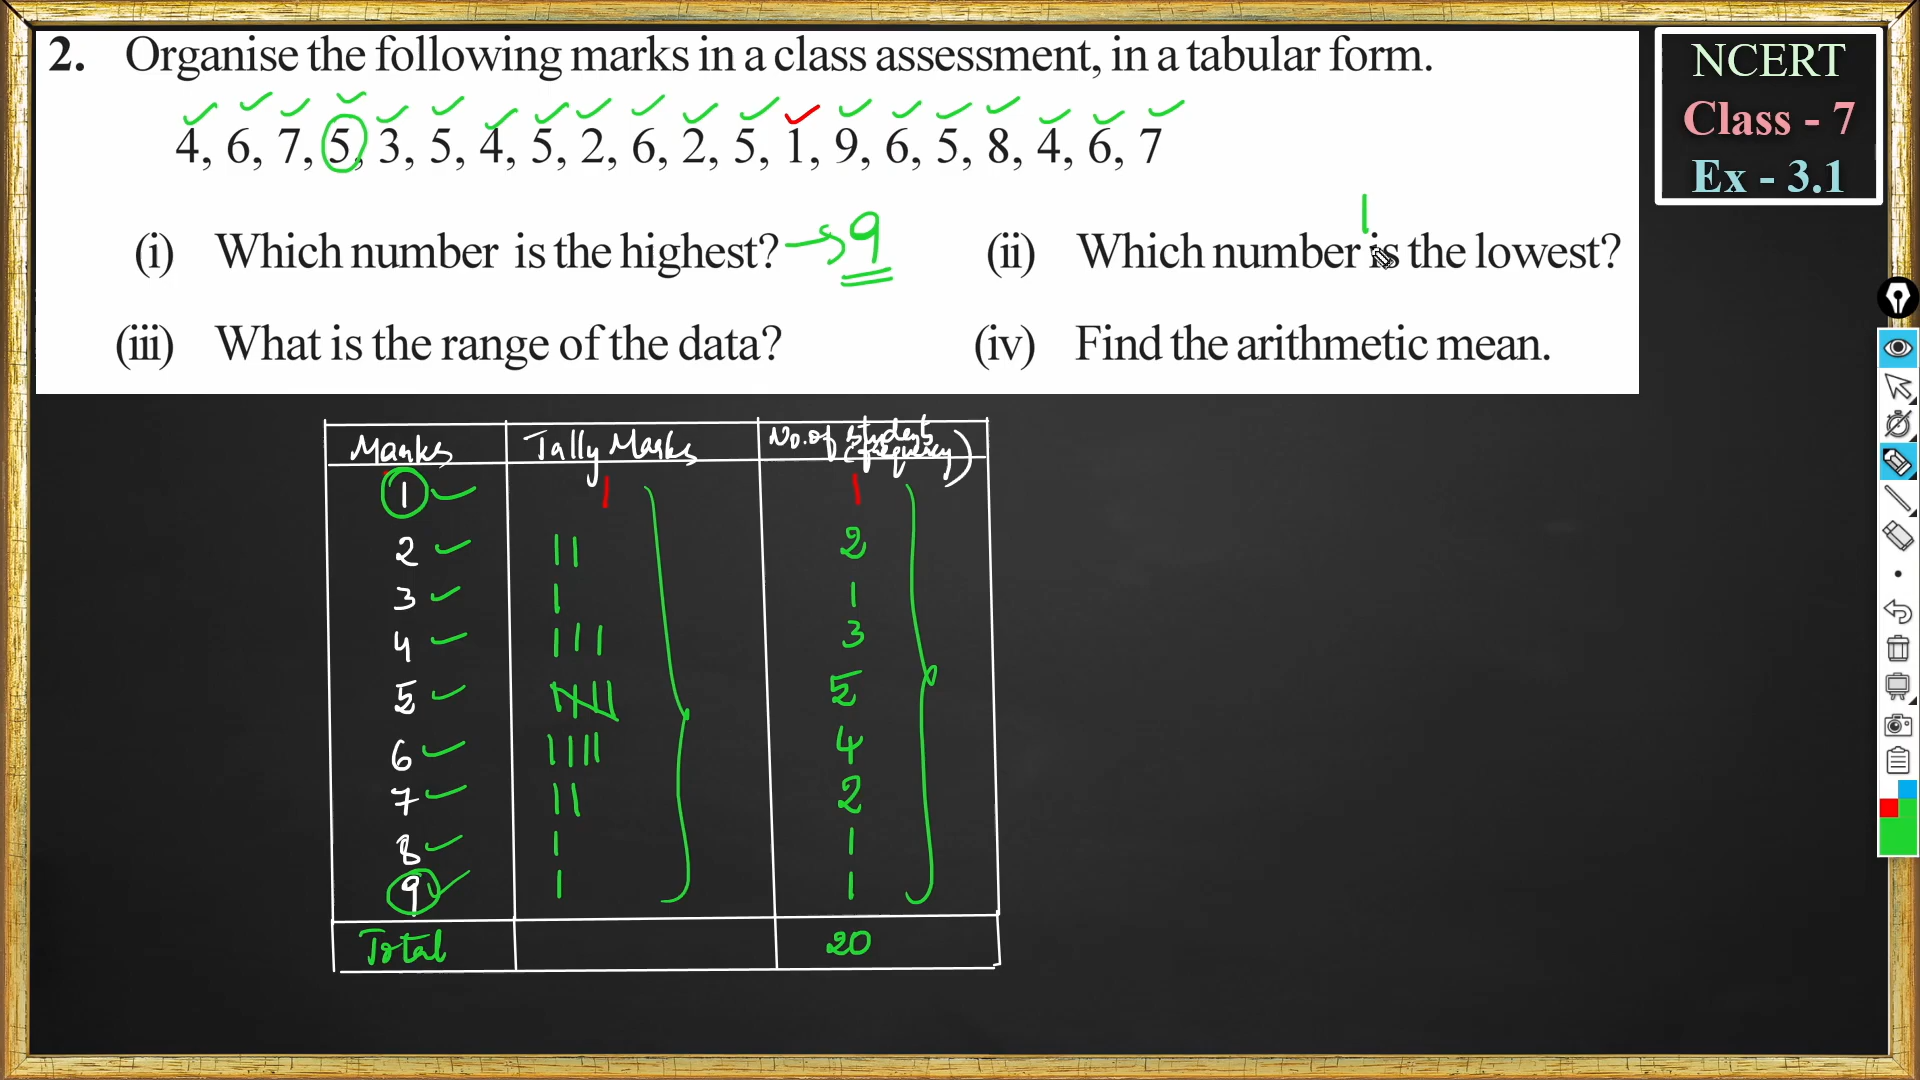 2. Organise the following marks in a class assessment, in a tabular form.
4, 6, 7, 5, 3, 5, 4, 5, 2, 6, 2, 5, 1, 9, 6, 5, 8, 4, 6, 7
(i) Which number is the highest? → 9
(ii) Which number is the lowest? 1
(iii) What is the range of the data?
(iv) Find the arithmetic mean.
NCERT
Class - 7
Ex - 3.1
Marks Tally Marks No. of students (frequency)
1 | 1
2 || 2
3 | 1
4 ||| 3
5 |||| 5
6 |||| 4
7 || 2
8 | 1
9 | 1
Total 20